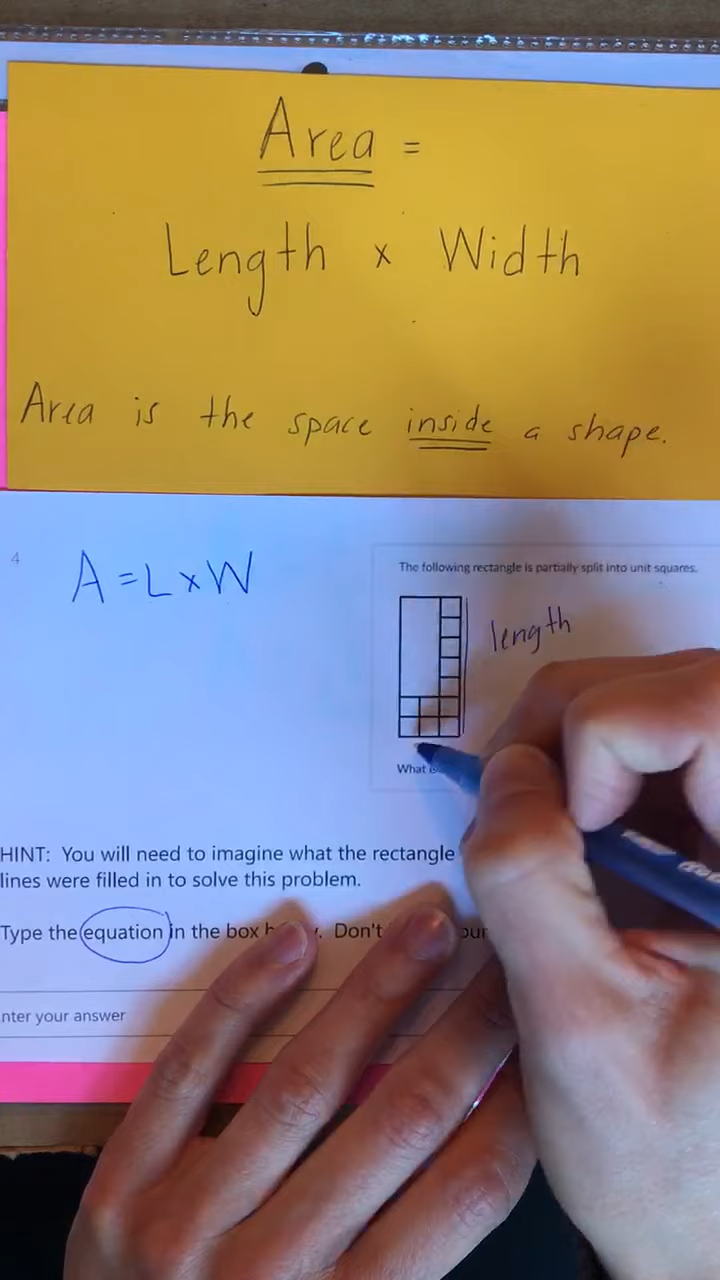 Area =
Length x Width
Area is the space inside a shape.
4
A = L x W
The following rectangle is partially split into unit squares.
length
What
HINT: You will need to imagine what the rectangle
lines were filled in to solve this problem.
Type the equation in the box Don't
nter your answer